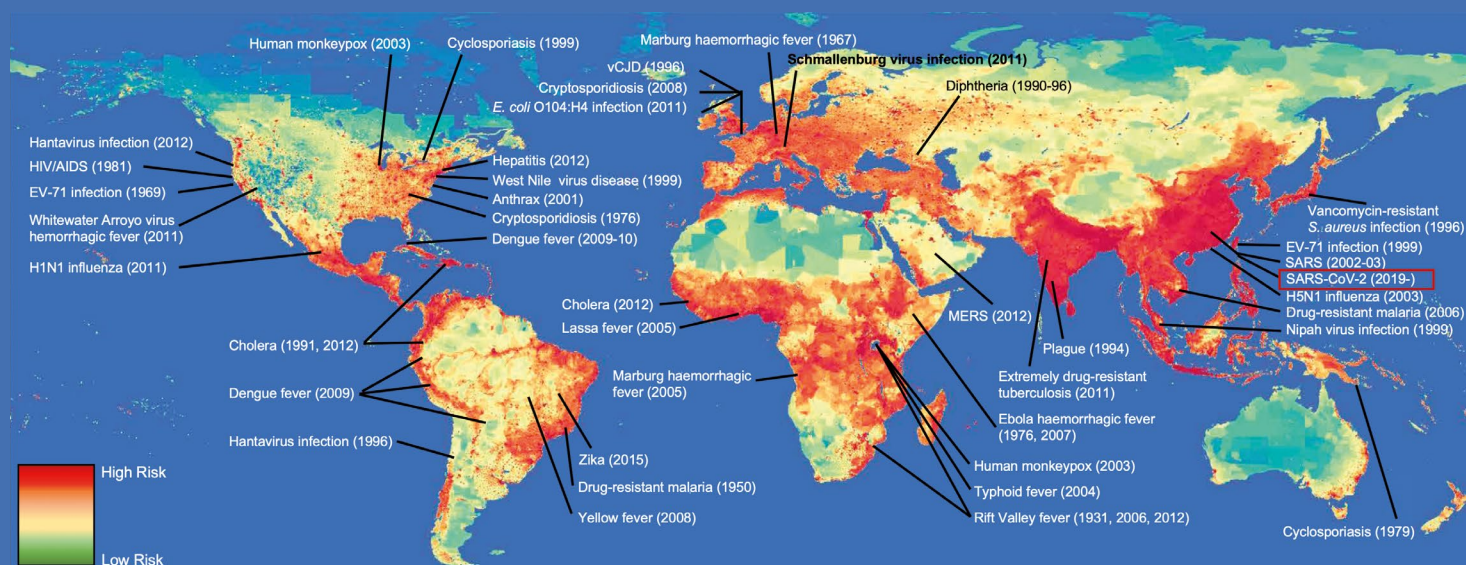 Human monkeypox (2003)
Cyclosporiasis (1999)
Marburg haemorrhagic fever (1967)
Schmallenburg virus infection (2011)
vCJD (1996)
Cryptosporidiosis (2008)
E. coli O104:H4 infection (2011)
Diphtheria (1990-96)
Hantavirus infection (2012)
HIV/AIDS (1981)
EV-71 infection (1969)
Whitewater Arroyo virus
hemorrhagic fever (2011)
H1N1 influenza (2011)
Hepatitis (2012)
West Nile virus disease (1999)
Anthrax (2001)
Cryptosporidiosis (1976)
Dengue fever (2009-10)
Vancomycin-resistant
S. aureus infection (1996)
EV-71 infection (1999)
SARS (2002-03)
SARS-CoV-2 (2019-)
H5N1 influenza (2003)
Drug-resistant malaria (2006)
Nipah virus infection (1999)
Cholera (2012)
Lassa fever (2005)
MERS (2012)
Plague (1994)
Cholera (1991, 2012)
Dengue fever (2009)
Hantavirus infection (1996)
Marburg haemorrhagic
fever (2005)
Extremely drug-resistant
tuberculosis (2011)
Ebola haemorrhagic fever
(1976, 2007)
Zika (2015)
Drug-resistant malaria (1950)
Yellow fever (2008)
Human monkeypox (2003)
Typhoid fever (2004)
Rift Valley fever (1931, 2006, 2012)
Cyclosporiasis (1979)
High Risk
Low Risk